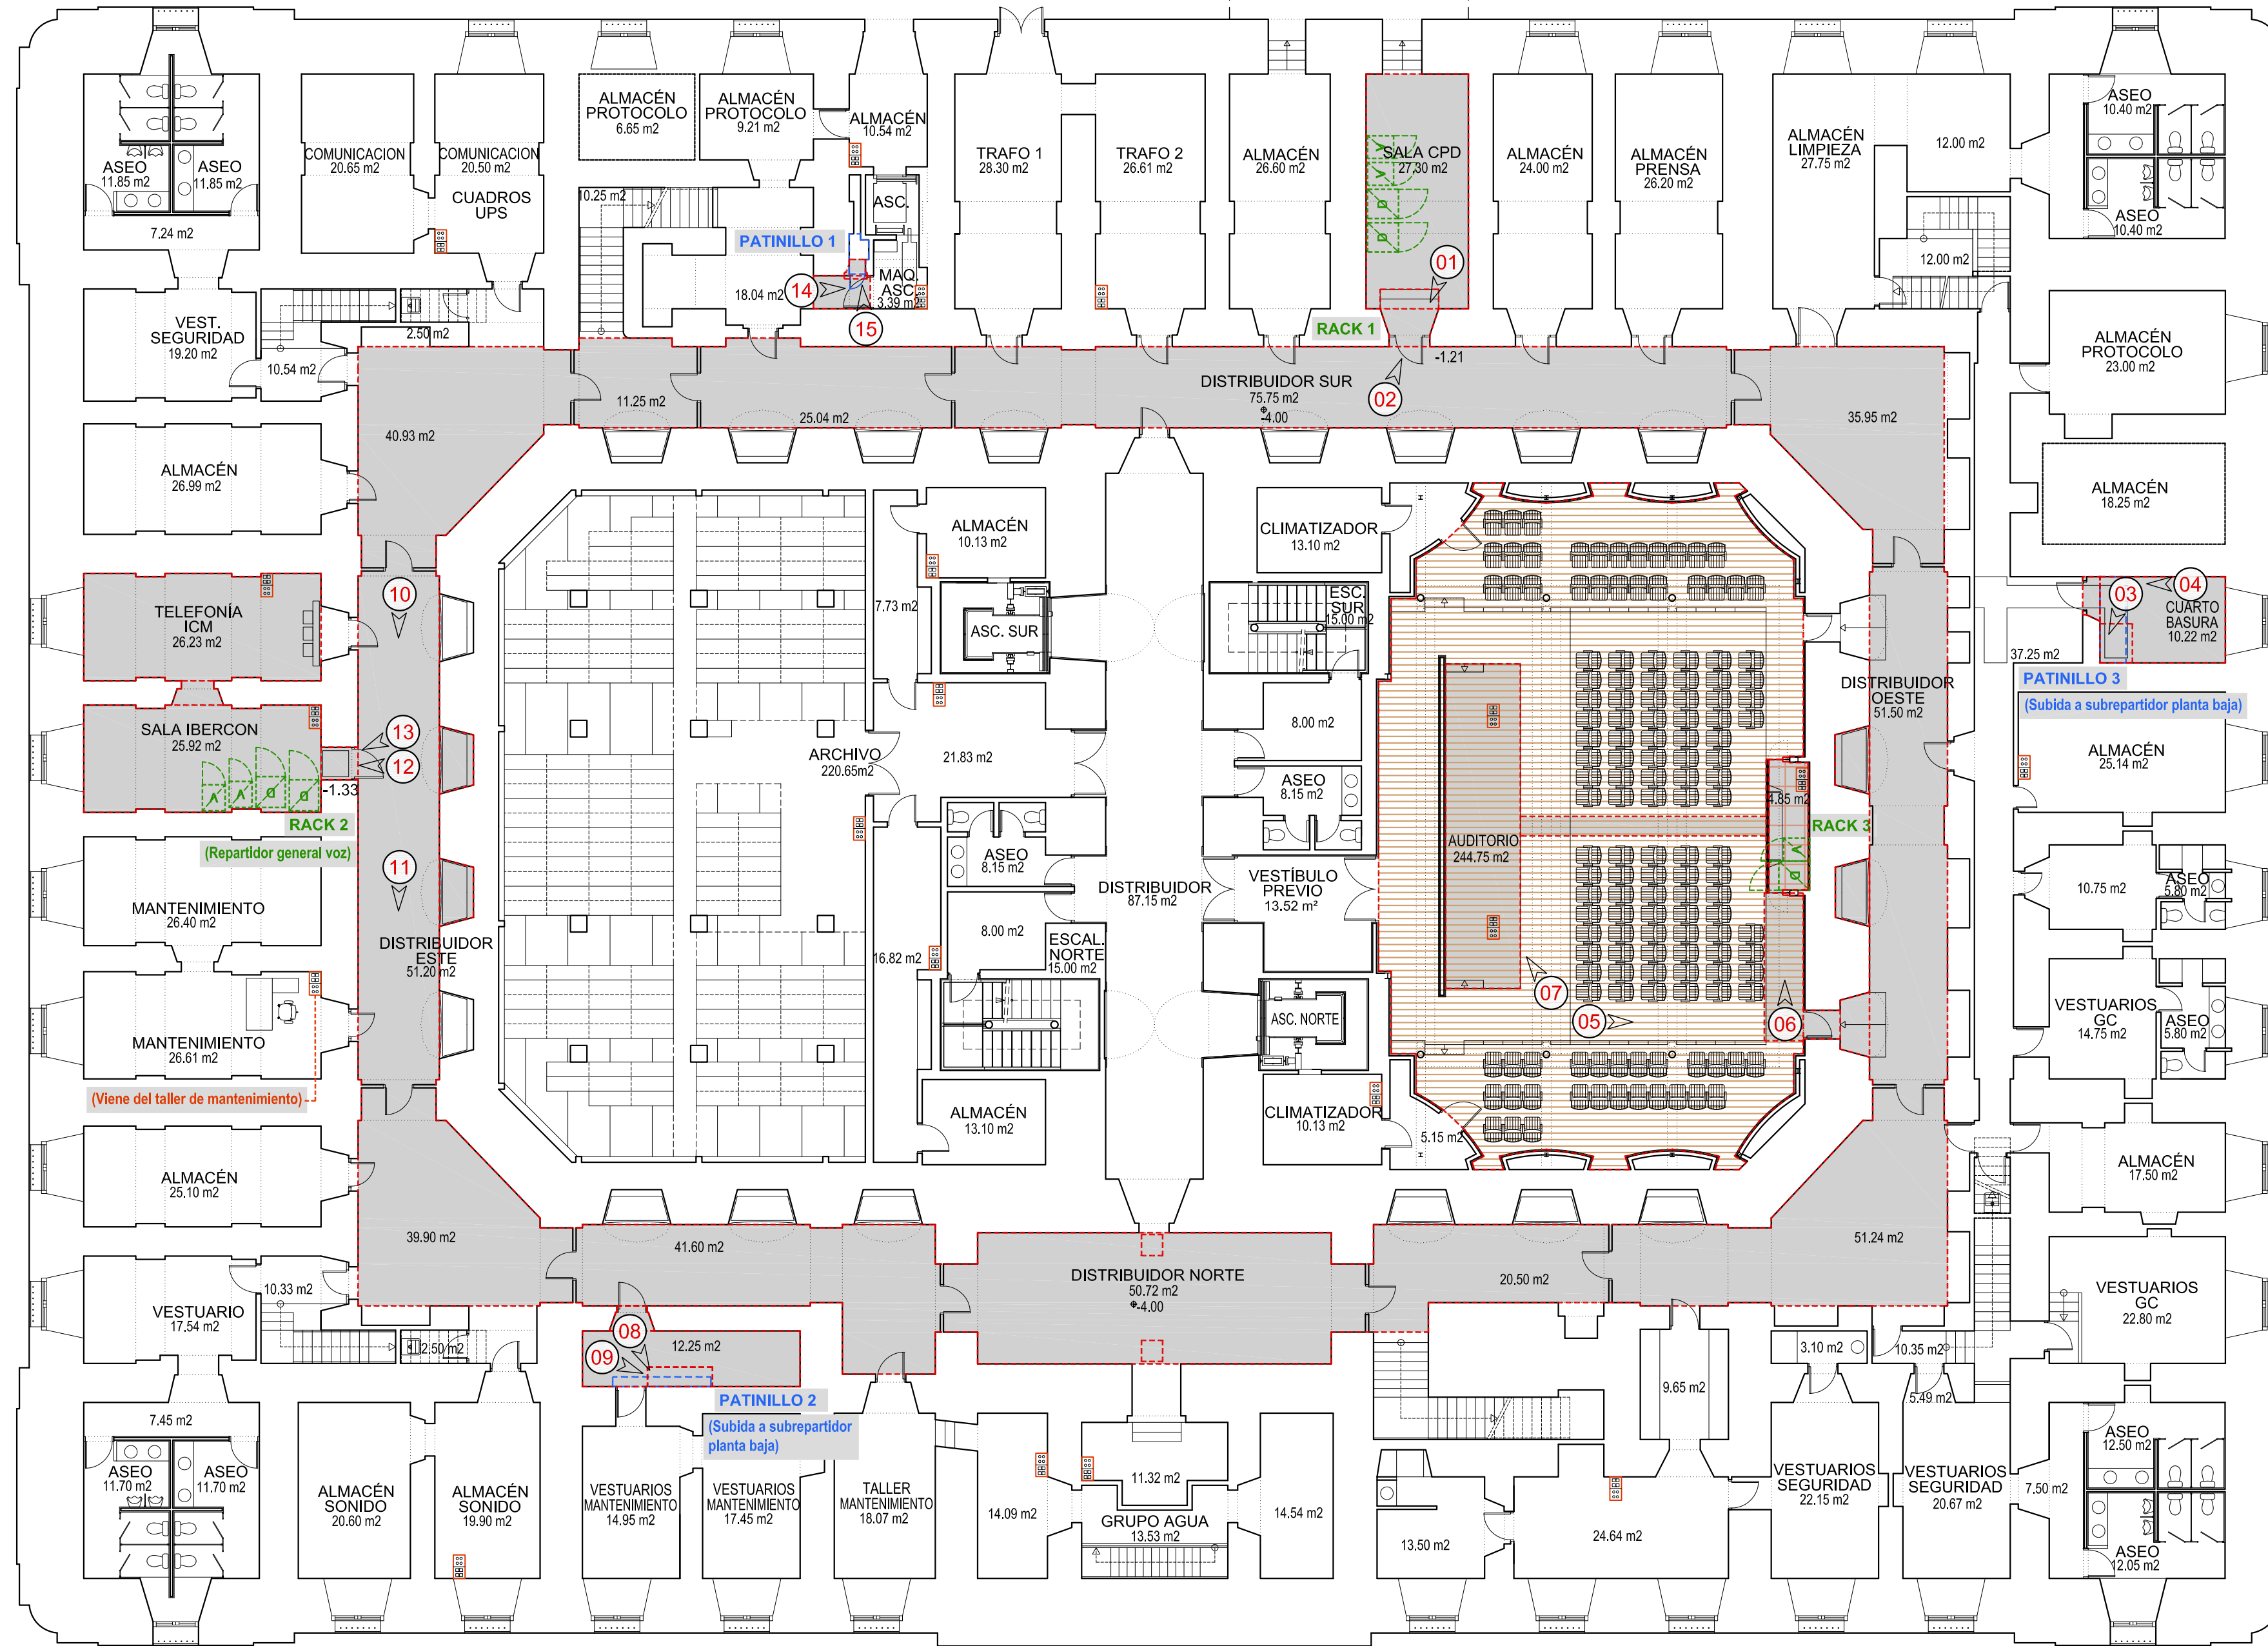 ASEO
11.85 m2
ASEO
11.85 m2
7.24 m2
COMUNICACION
20.65 m2
COMUNICACION
20.50 m2
CUADROS
UPS
ALMACÉN
PROTOCOLO
6.65 m2
ALMACÉN
PROTOCOLO
9.21 m2
ALMACÉN
10.54 m2
10.25 m2
ASC.
PATINILLO 1
MAQ.
ASC.
3.39 m2
18.04 m2
14
15
TRAFO 1
28.30 m2
TRAFO 2
26.61 m2
ALMACÉN
26.60 m2
SALA CPD
27.30 m2
A
A
D
D
01
RACK 1
ALMACÉN
24.00 m2
ALMACÉN
PRENSA
26.20 m2
ALMACÉN
LIMPIEZA
27.75 m2
12.00 m2
ASEO
10.40 m2
ASEO
10.40 m2
12.00 m2
VEST.
SEGURIDAD
19.20 m2
2.50 m2
10.54 m2
ALMACÉN
PROTOCOLO
23.00 m2
40.93 m2
11.25 m2
25.04 m2
DISTRIBUIDOR SUR
75.75 m2
-4.00
-1.21
02
35.95 m2
ALMACÉN
26.99 m2
ALMACÉN
18.25 m2
ALMACÉN
10.13 m2
CLIMATIZADOR
13.10 m2
TELEFONÍA
ICM
26.23 m2
10
7.73 m2
ASC. SUR
ESC.
SUR
15.00 m2
03
04
CUARTO
BASURA
10.22 m2
37.25 m2
PATINILLO 3
(Subida a subrepartidor planta baja)
DISTRIBUIDOR
OESTE
51.50 m2
SALA IBERCON
25.92 m2
A
A
D
D
13
12
-1.33
RACK 2
(Repartidor general voz)
ARCHIVO
220.65m2
21.83 m2
8.00 m2
ASEO
8.15 m2
4.85 m2
RACK 3
A
D
ALMACÉN
25.14 m2
AUDITORIO
244.75 m2
MANTENIMIENTO
26.40 m2
11
ASEO
8.15 m2
DISTRIBUIDOR
87.15 m2
VESTÍBULO
PREVIO
13.52 m²
10.75 m2
ASEO
5.80 m2
DISTRIBUIDOR
ESTE
51.20 m2
16.82 m2
8.00 m2
ESCAL.
NORTE
15.00 m2
ASC. NORTE
07
05
06
VESTUARIOS
GC
14.75 m2
ASEO
5.80 m2
MANTENIMIENTO
26.61 m2
(Viene del taller de mantenimiento)
ALMACÉN
13.10 m2
CLIMATIZADOR
10.13 m2
5.15 m2
ALMACÉN
25.10 m2
ALMACÉN
17.50 m2
39.90 m2
41.60 m2
DISTRIBUIDOR NORTE
50.72 m2
-4.00
20.50 m2
51.24 m2
VESTUARIO
17.54 m2
10.33 m2
2.50 m2
08
09
12.25 m2
PATINILLO 2
(Subida a subrepartidor
planta baja)
VESTUARIOS
GC
22.80 m2
3.10 m2
10.35 m2
9.65 m2
5.49 m2
7.45 m2
ASEO
11.70 m2
ASEO
11.70 m2
ALMACÉN
SONIDO
20.60 m2
ALMACÉN
SONIDO
19.90 m2
VESTUARIOS
MANTENIMIENTO
14.95 m2
VESTUARIOS
MANTENIMIENTO
17.45 m2
TALLER
MANTENIMIENTO
18.07 m2
14.09 m2
11.32 m2
GRUPO AGUA
13.53 m2
14.54 m2
13.50 m2
24.64 m2
VESTUARIOS
SEGURIDAD
22.15 m2
VESTUARIOS
SEGURIDAD
20.67 m2
7.50 m2
ASEO
12.50 m2
ASEO
12.05 m2